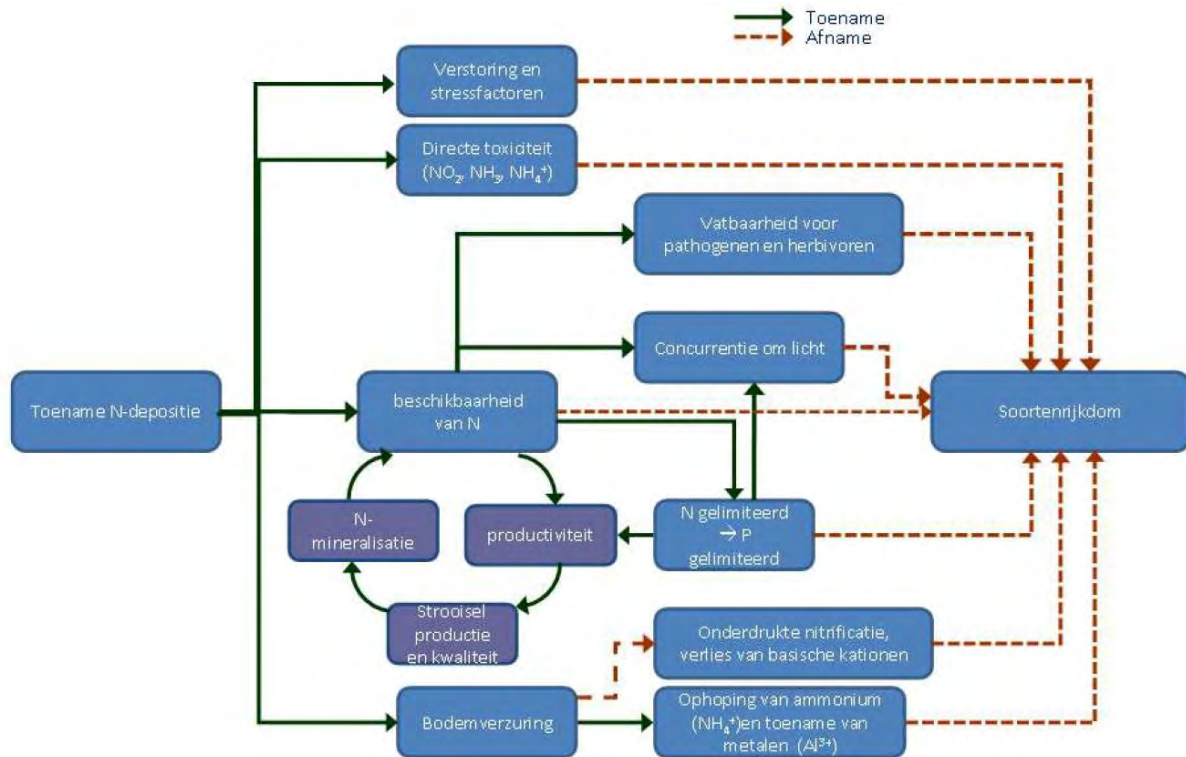 Toename
Afname
Verstoring en
stressfactoren
Directe toxiciteit
(NO₂, NH₃, NH₄⁺)
Vatbaarheid voor
pathogenen en herbivoren
Concurrentie om licht
Toename N-depositie
beschikbaarheid
van N
Soortenrijkdom
N-
mineralisatie
productiviteit
N gelimiteerd
→ P
gelimiteerd
Strooisel
productie
en kwaliteit
Onderdrukte nitrificatie,
verlies van basische kationen
Bodemverzuring
Ophoping van ammonium
(NH₄⁺)en toename van
metalen (Al³⁺)